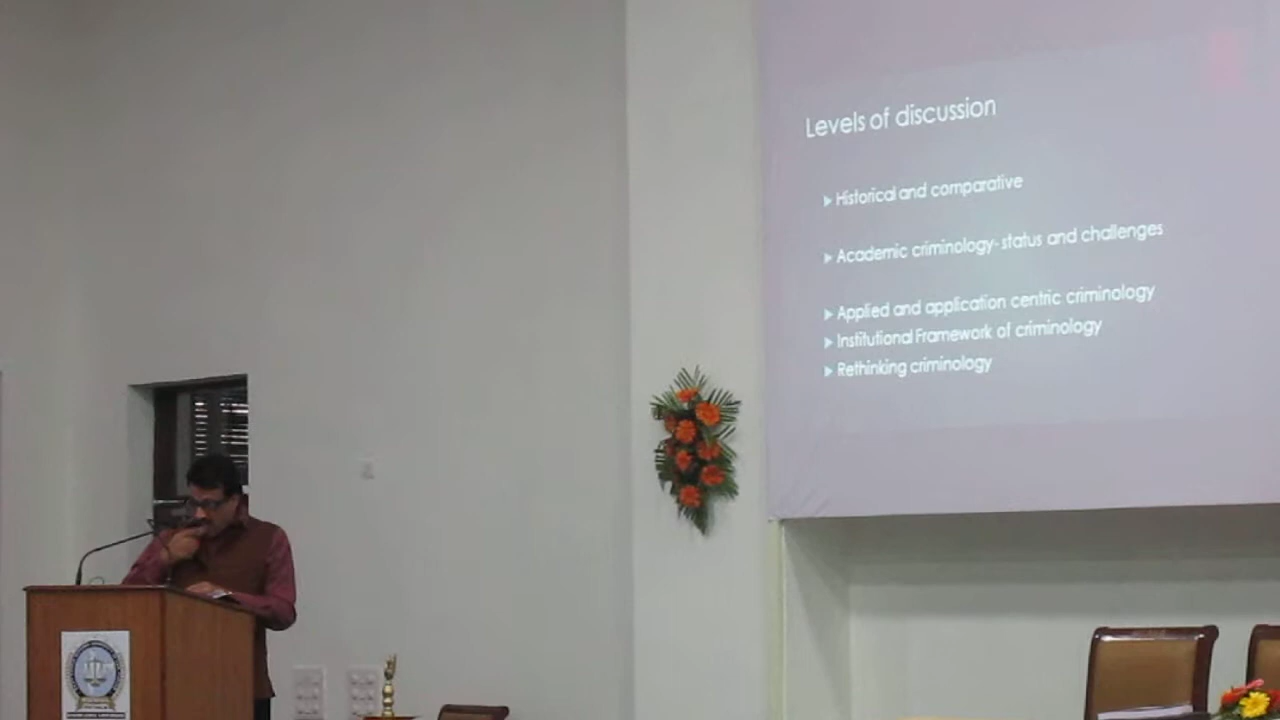 Levels of discussion
Historical and comparative
Academic criminology- status and challenges
Applied and application centric criminology
Institutional Framework of criminology
Rethinking criminology